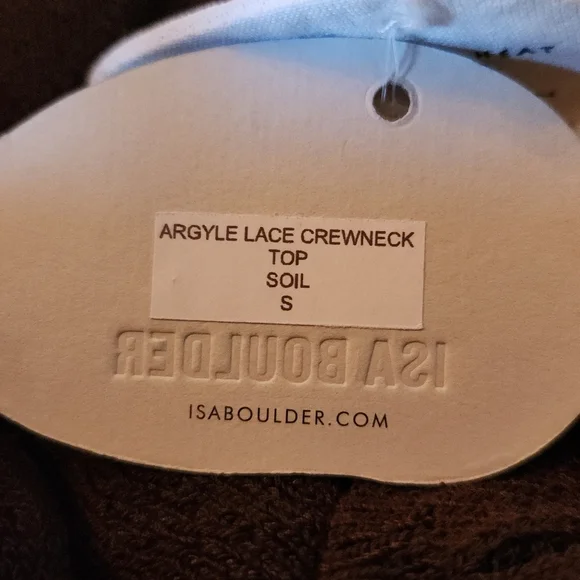 ARGYLE LACE CREWNECK
TOP
SOIL
S
ISA BOULDER
ISABOULDER.COM